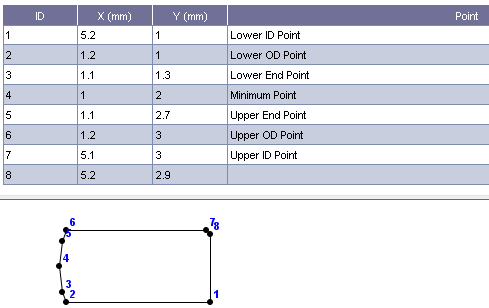 ID X (mm) Y (mm) Point
1 5.2 1 Lower ID Point
2 1.2 1 Lower OD Point
3 1.1 1.3 Lower End Point
4 1 2 Minimum Point
5 1.1 2.7 Upper End Point
6 1.2 3 Upper OD Point
7 5.1 3 Upper ID Point
8 5.2 2.9
6 7 8
5
4
3
2 1